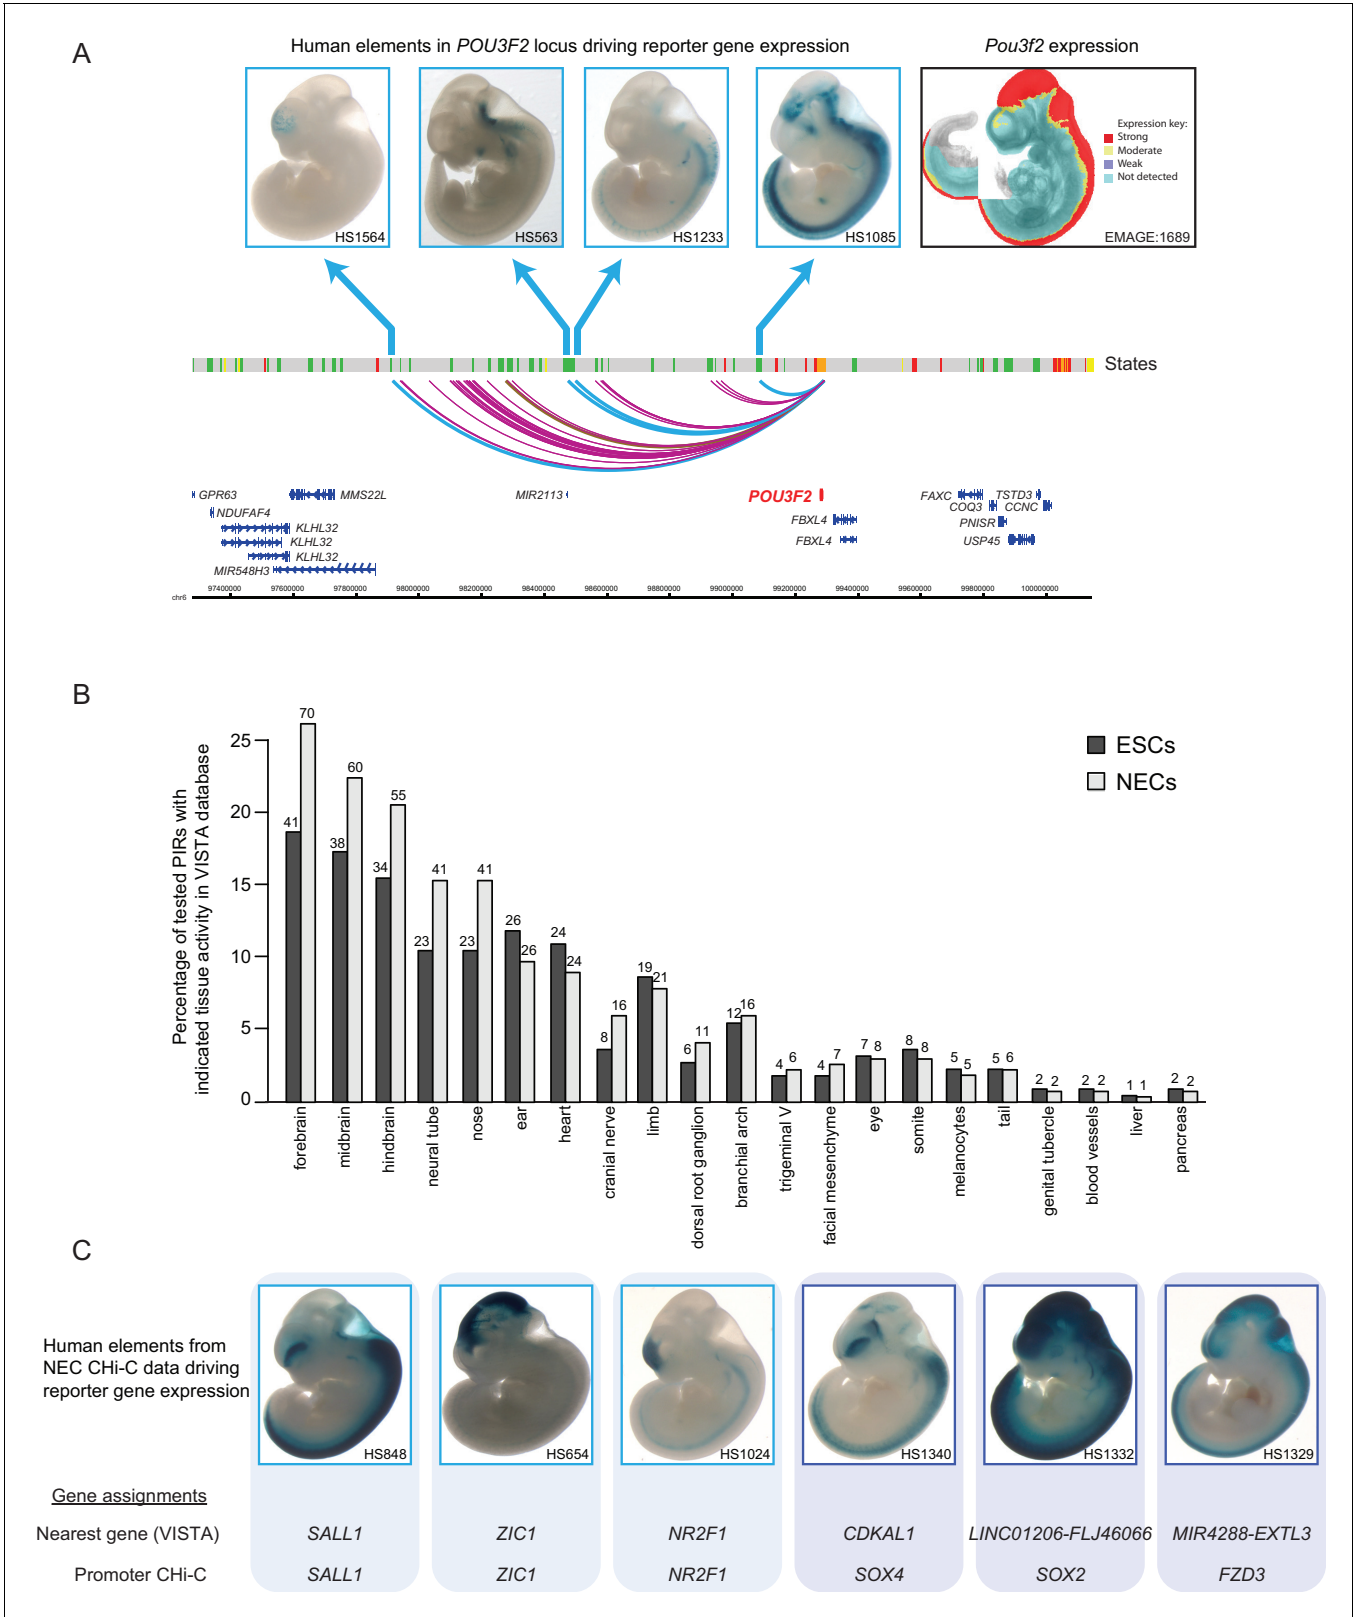 A
Human elements in POU3F2 locus driving reporter gene expression
Pou3f2 expression
HS1564
HS563
HS1233
HS1085
Expression key:
Strong
Moderate
Weak
Not detected
EMAGE:1689
States
GPR63
MMS22L
MIR2113
POU3F2
FAXC
TSTD3
NDUFAF4
COQ3
CCNC
KLHL32
FBXL4
PNISR
KLHL32
FBXL4
USP45
KLHL32
MIR548H3
chr6
97400000
97600000
97800000
98000000
98200000
98400000
98600000
98800000
99000000
99200000
99400000
99600000
99800000
100000000
B
Percentage of tested PIRs with
indicated tissue activity in VISTA database
25
20
15
10
5
0
ESCs
NECs
41
70
38
60
34
55
23
41
23
41
26
26
24
24
8
16
19
21
6
11
12
16
4
6
4
7
7
8
8
8
5
5
5
6
2
2
2
2
1
1
2
2
forebrain
midbrain
hindbrain
neural tube
nose
ear
heart
cranial nerve
limb
dorsal root ganglion
branchial arch
trigeminal V
facial mesenchyme
eye
somite
melanocytes
tail
genital tubercle
blood vessels
liver
pancreas
C
Human elements from
NEC CHi-C data driving
reporter gene expression
HS848
HS654
HS1024
HS1340
HS1332
HS1329
Gene assignments
Nearest gene (VISTA)
SALL1
ZIC1
NR2F1
CDKAL1
LINC01206-FLJ46066
MIR4288-EXTL3
Promoter CHi-C
SALL1
ZIC1
NR2F1
SOX4
SOX2
FZD3